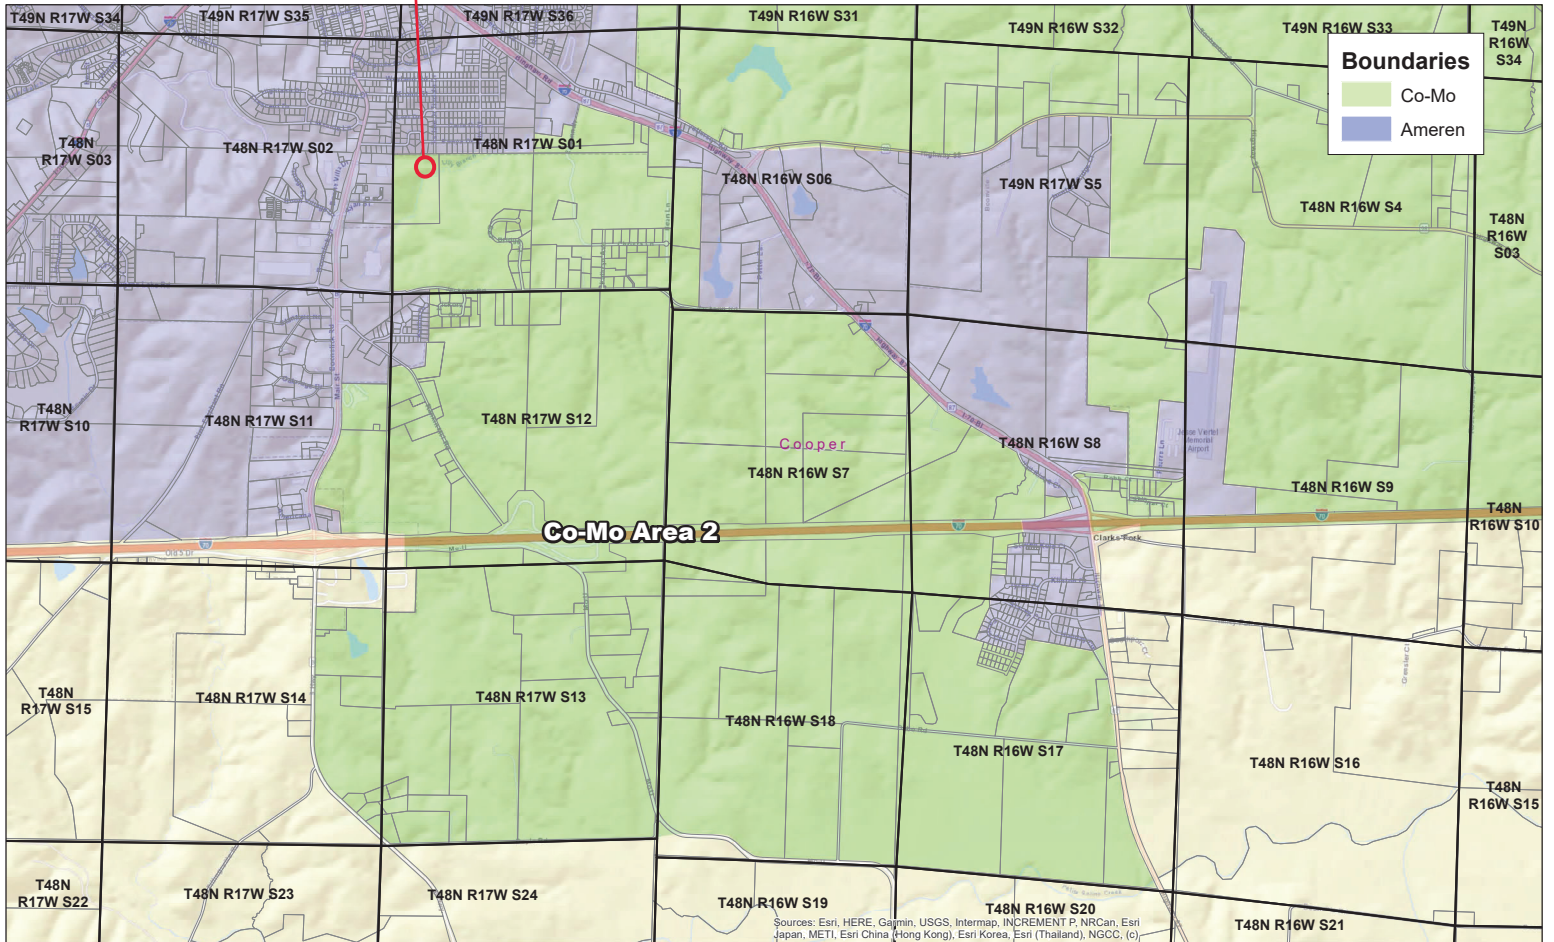 T49N R17W S34
T49N R17W S35
T49N R17W S36
T49N R16W S31
T49N R16W S32
T49N R16W S33
T49N
R16W
S34
Boundaries
Co-Mo
Ameren
T48N
R17W S03
T48N R17W S02
T48N R17W S01
T48N R16W S06
T49N R17W S5
T48N R16W S4
T48N
R16W
S03
T48N
R17W S10
T48N R17W S11
T48N R17W S12
Cooper
T48N R16W S7
T48N R16W S8
Jesse Viertel
Memorial
Airport
T48N R16W S9
T48N
R16W S10
Co-Mo Area 2
Clarks Fork
T48N
R17W S15
T48N R17W S14
T48N R17W S13
T48N R16W S18
T48N R16W S17
T48N R16W S16
T48N
R16W S15
T48N
R17W S22
T48N R17W S23
T48N R17W S24
T48N R16W S19
T48N R16W S20
T48N R16W S21
Sources: Esri, HERE, Garmin, USGS, Intermap, INCREMENT P, NRCan, Esri
Japan, METI, Esri China (Hong Kong), Esri Korea, Esri (Thailand), NGCC, (c)